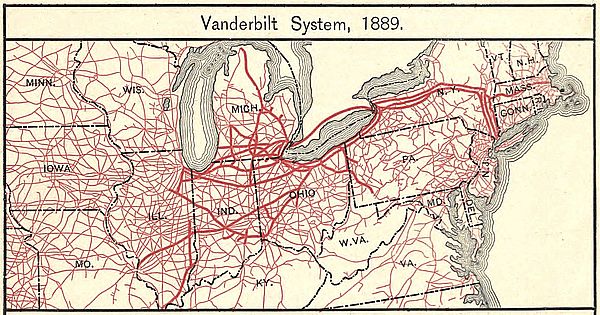 Vanderbilt System, 1889.
MINN.
WIS.
MICH.
N.Y.
VT.
N.H.
MASS.
CONN.
IOWA
ILL.
IND.
OHIO
PA.
N.J.
MD.
DEL.
W.VA.
MO.
KY.
VA.